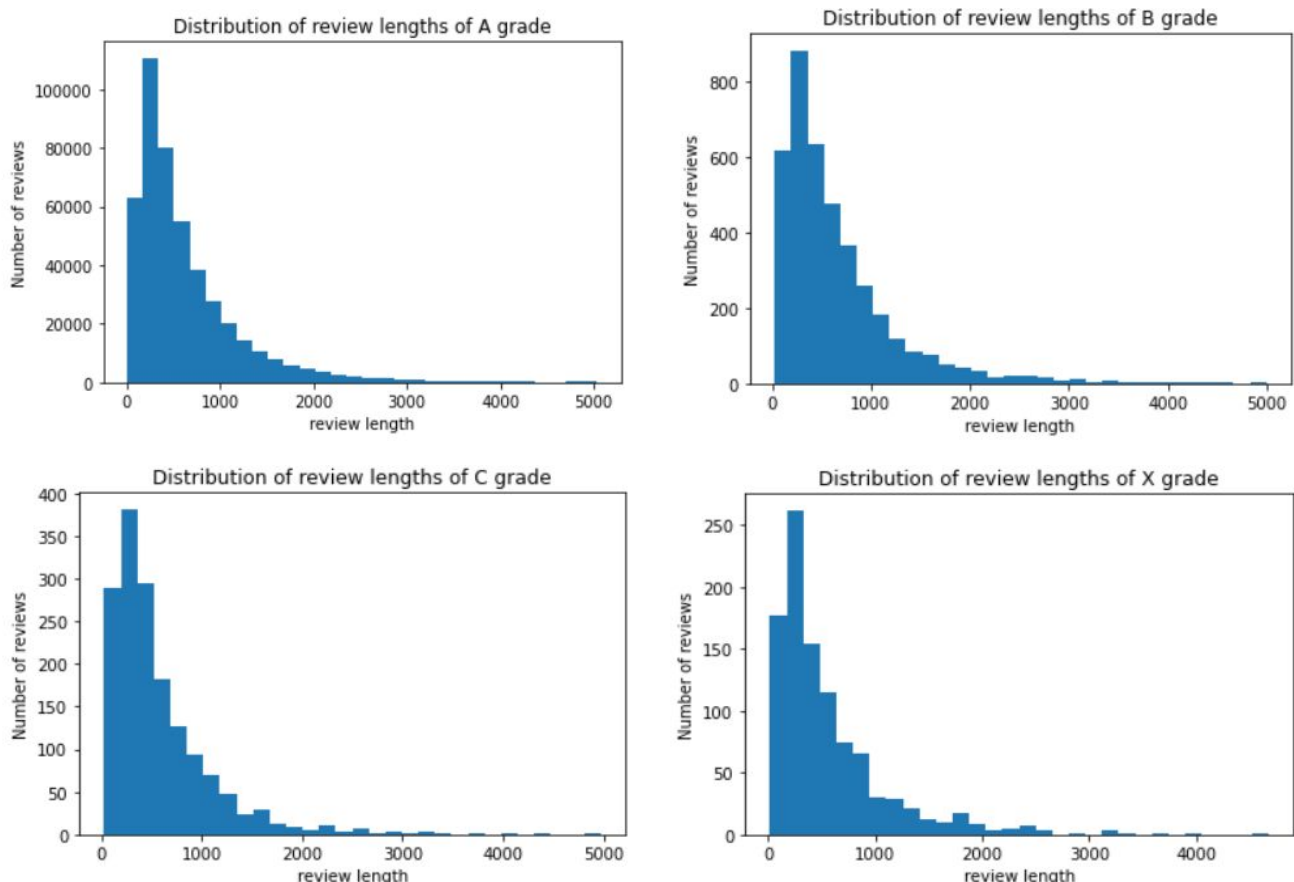 Distribution of review lengths of A grade
Number of reviews
100000
80000
60000
40000
20000
0
0 1000 2000 3000 4000 5000
review length
Distribution of review lengths of B grade
Number of reviews
800
600
400
200
0
0 1000 2000 3000 4000 5000
review length
Distribution of review lengths of C grade
Number of reviews
400
350
300
250
200
150
100
50
0
0 1000 2000 3000 4000 5000
review length
Distribution of review lengths of X grade
Number of reviews
250
200
150
100
50
0
0 1000 2000 3000 4000
review length